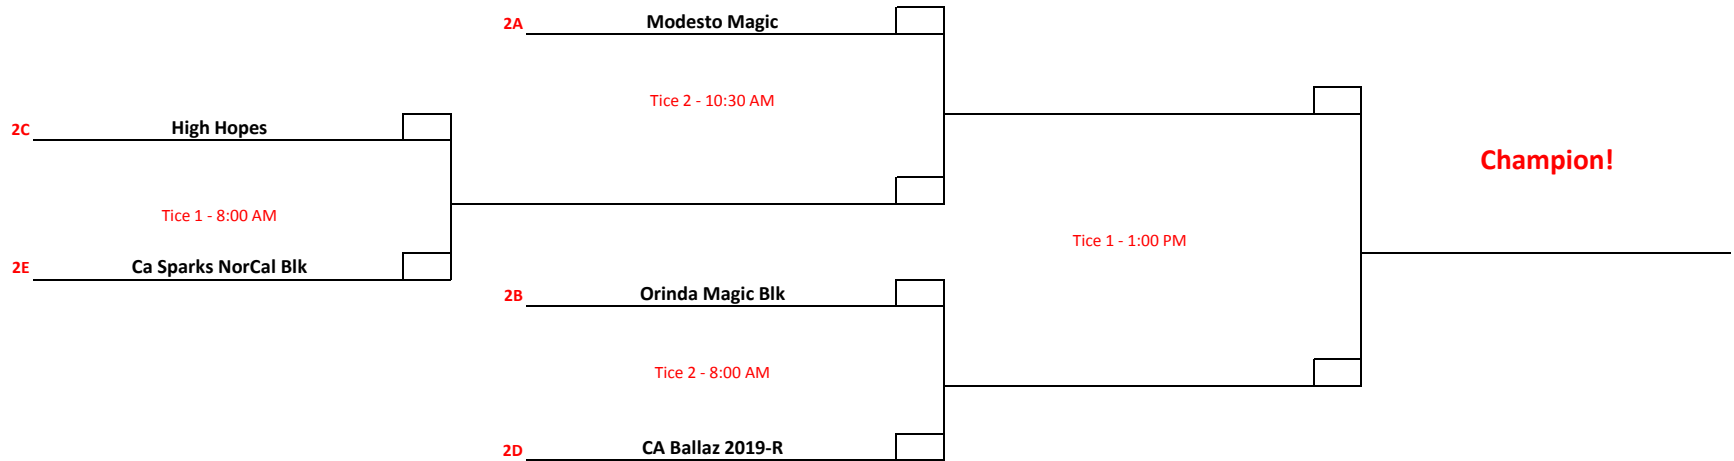 2A Modesto Magic
Tice 2 - 10:30 AM
2C High Hopes
Champion!
Tice 1 - 8:00 AM
Tice 1 - 1:00 PM
2E Ca Sparks NorCal Blk
2B Orinda Magic Blk
Tice 2 - 8:00 AM
2D CA Ballaz 2019-R